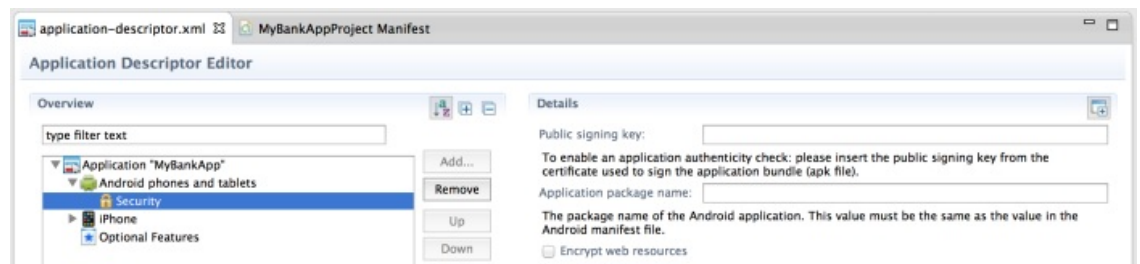 application-descriptor.xml MyBankAppProject Manifest
Application Descriptor Editor
Overview
type filter text
Application "MyBankApp"
Android phones and tablets
Security
iPhone
Optional Features
Add...
Remove
Up
Down
Details
Public signing key:
To enable an application authenticity check: please insert the public signing key from the
certificate used to sign the application bundle (apk file).
Application package name:
The package name of the Android application. This value must be the same as the value in the
Android manifest file.
Encrypt web resources